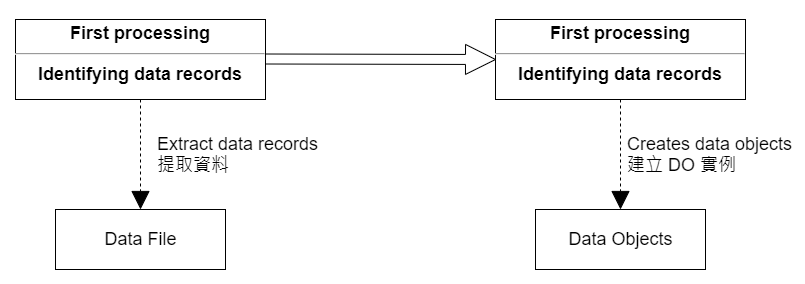 First processing
Identifying data records
First processing
Identifying data records
Extract data records
提取資料
Creates data objects
建立 DO 實例
Data File
Data Objects